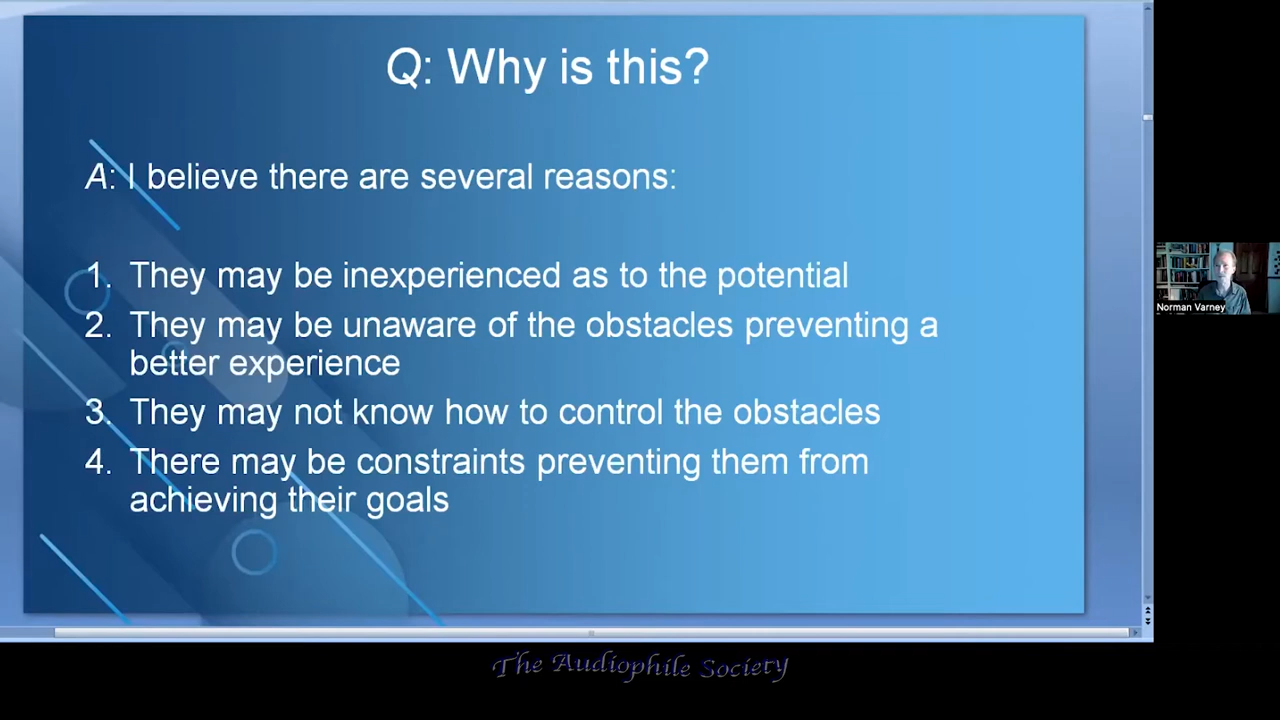 Q: Why is this?
A: I believe there are several reasons:
1. They may be inexperienced as to the potential
2. They may be unaware of the obstacles preventing a
better experience
3. They may not know how to control the obstacles
4. There may be constraints preventing them from
achieving their goals
Norman Varney
The Audiophile Society